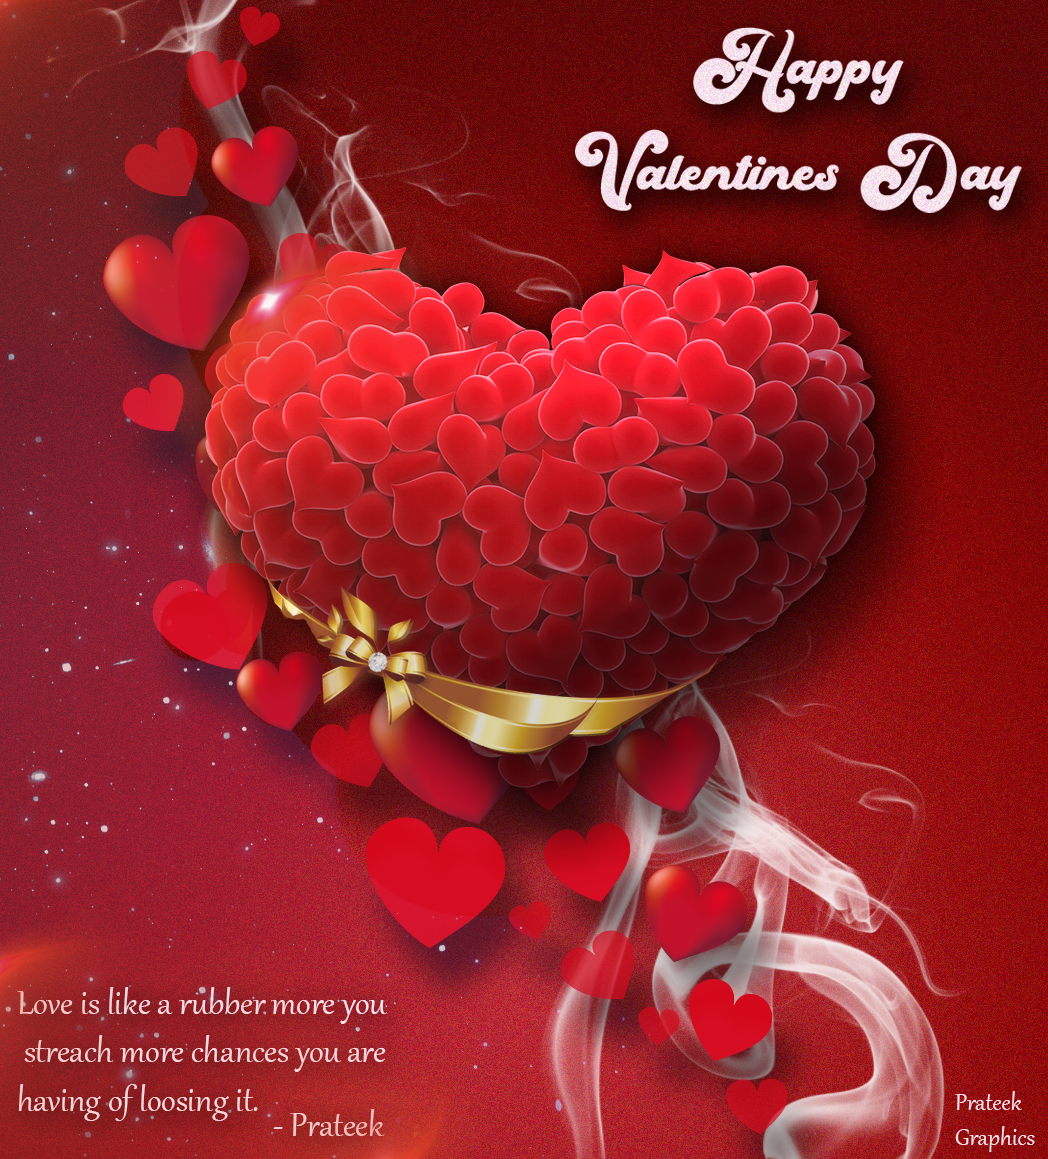 Happy
Valentines Day
Love is like a rubber more you
streach more chances you are
having of loosing it.
- Prateek
Prateek
Graphics